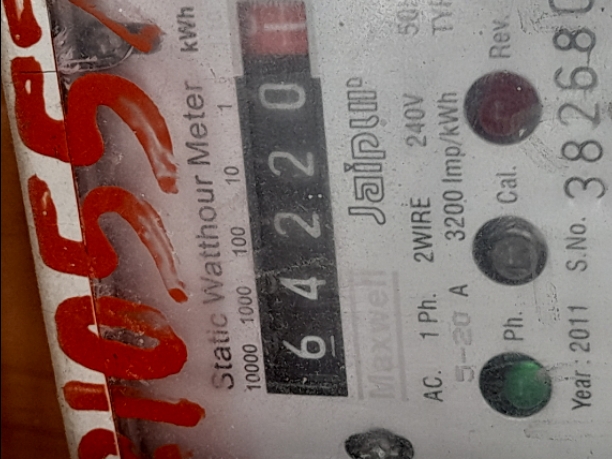 Static Watthour Meter kWh
10000 1000 100 10 1
6 4 2 2 0 1
Maxwell Jaipur
AC. 1 Ph. 2WIRE 240V
5-20 A 3200 Imp/kWh
Ph. Cal. Rev.
Year : 2011 S.No. 38268